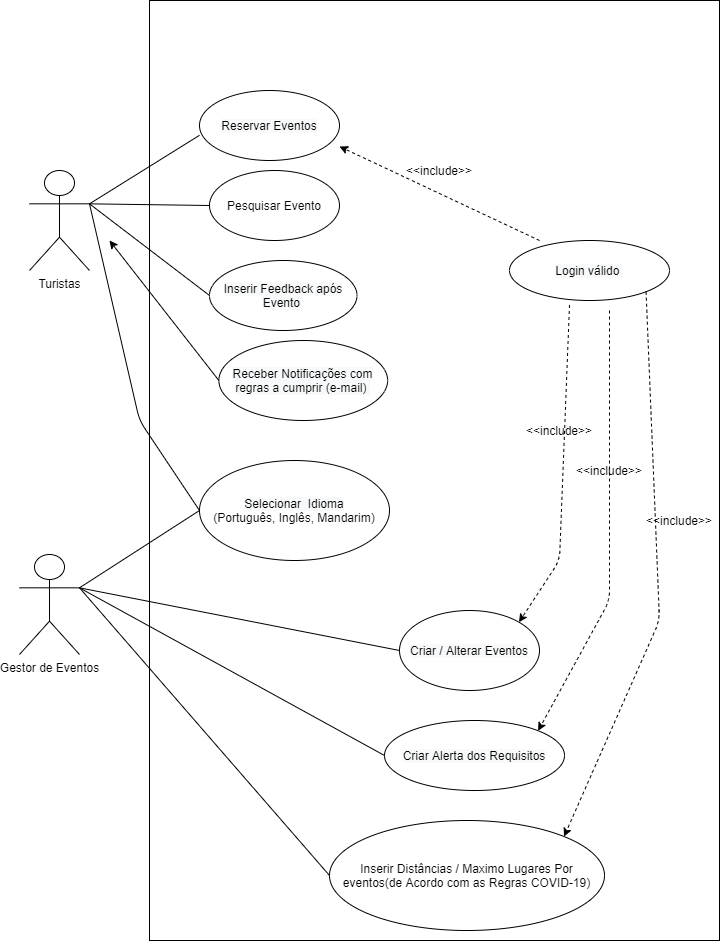 Reservar Eventos
<<include>>
Pesquisar Evento
Turistas
Login válido
Inserir Feedback após
Evento
Receber Notificações com
regras a cumprir (e-mail)
<<include>>
<<include>>
Selecionar Idioma
(Português, Inglês, Mandarim)
<<include>>
Gestor de Eventos
Criar / Alterar Eventos
Criar Alerta dos Requisitos
Inserir Distâncias / Maximo Lugares Por
eventos(de Acordo com as Regras COVID-19)